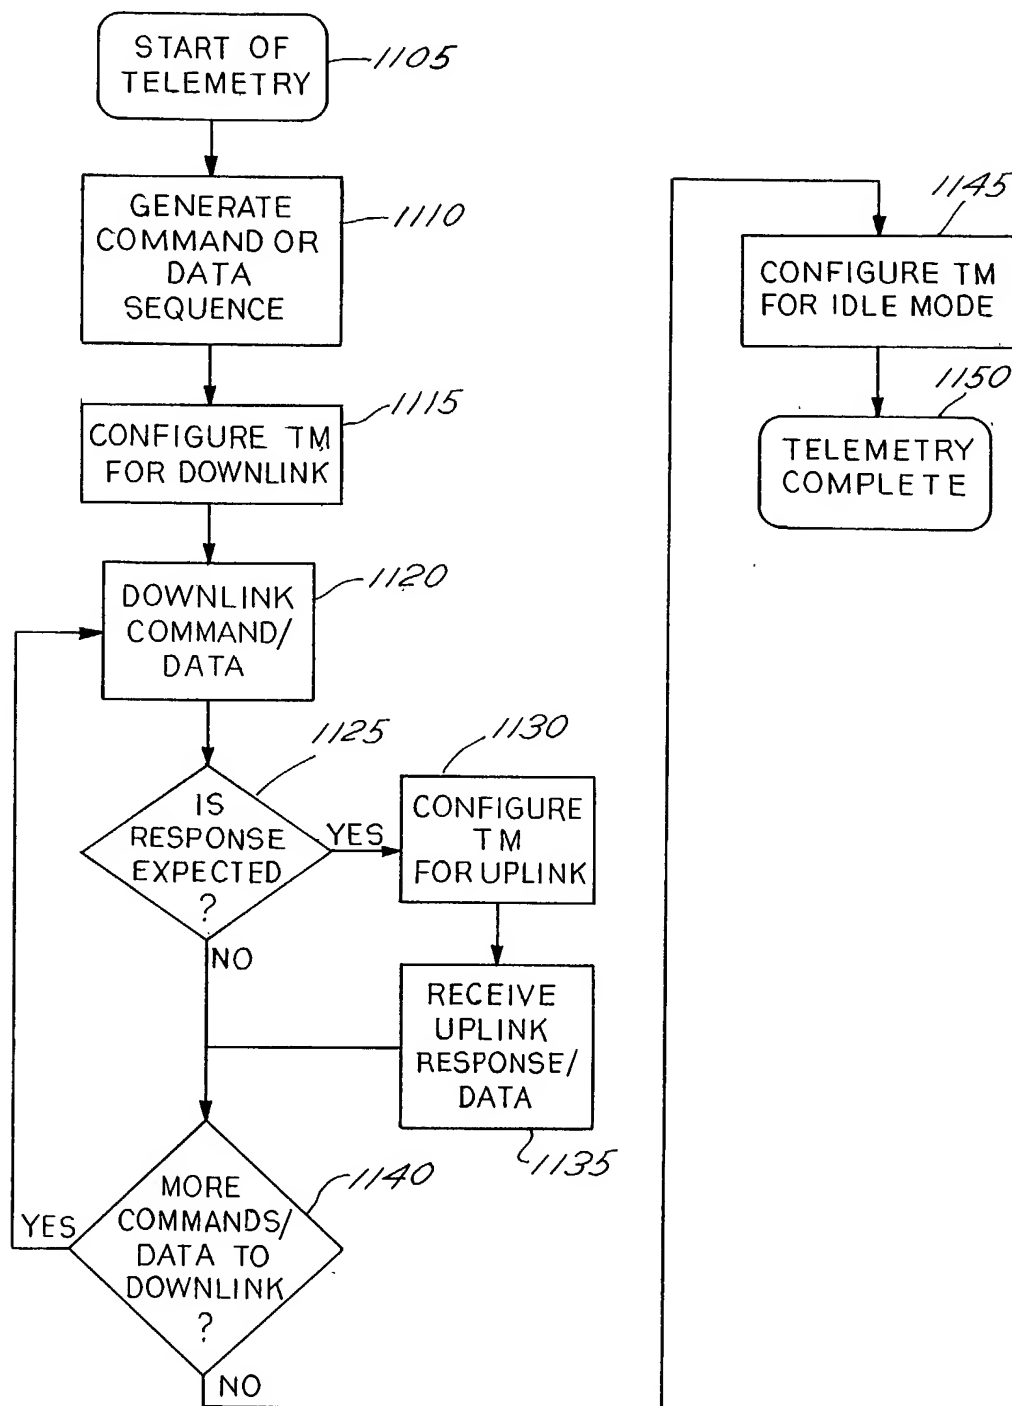 START OF
TELEMETRY
1105
GENERATE
COMMAND OR
DATA
SEQUENCE
1110
1115
CONFIGURE TM
FOR DOWNLINK
1120
DOWNLINK
COMMAND/
DATA
1125
IS
RESPONSE
EXPECTED
?
YES
NO
1130
CONFIGURE
TM
FOR UPLINK
RECEIVE
UPLINK
RESPONSE/
DATA
1135
1140
MORE
COMMANDS/
DATA TO
DOWNLINK
?
YES
NO
1145
CONFIGURE TM
FOR IDLE MODE
1150
TELEMETRY
COMPLETE